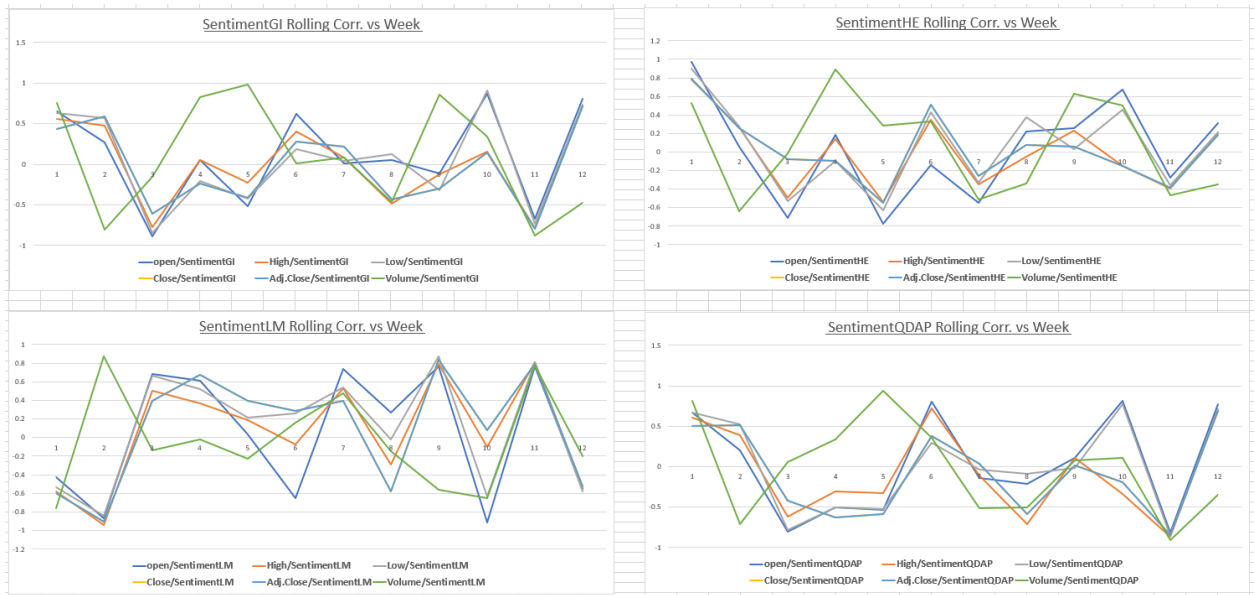 SentimentGI Rolling Corr. vs Week
1.5
1
0.5
0
-0.5
-1
1 2 3 4 5 6 7 8 9 10 11 12
open/SentimentGI High/SentimentGI Low/SentimentGI
Close/SentimentGI Adj.Close/SentimentGI Volume/SentimentGI
SentimentHE Rolling Corr. vs Week
1.2
1
0.8
0.6
0.4
0.2
0
-0.2
-0.4
-0.6
-0.8
-1
1 2 3 4 5 6 7 8 9 10 11 12
open/SentimentHE High/SentimentHE Low/SentimentHE
Close/SentimentHE Adj.Close/SentimentHE Volume/SentimentHE
SentimentLM Rolling Corr. vs Week
1
0.8
0.6
0.4
0.2
0
-0.2
-0.4
-0.6
-0.8
-1
-1.2
1 2 3 4 5 6 7 8 9 10 11 12
open/SentimentLM High/SentimentLM Low/SentimentLM
Close/SentimentLM Adj.Close/SentimentLM Volume/SentimentLM
SentimentQDAP Rolling Corr. vs Week
1.5
1
0.5
0
-0.5
-1
1 2 3 4 5 6 7 8 9 10 11 12
open/SentimentQDAP High/SentimentQDAP Low/SentimentQDAP
Close/SentimentQDAP Adj.Close/SentimentQDAP Volume/SentimentQDAP